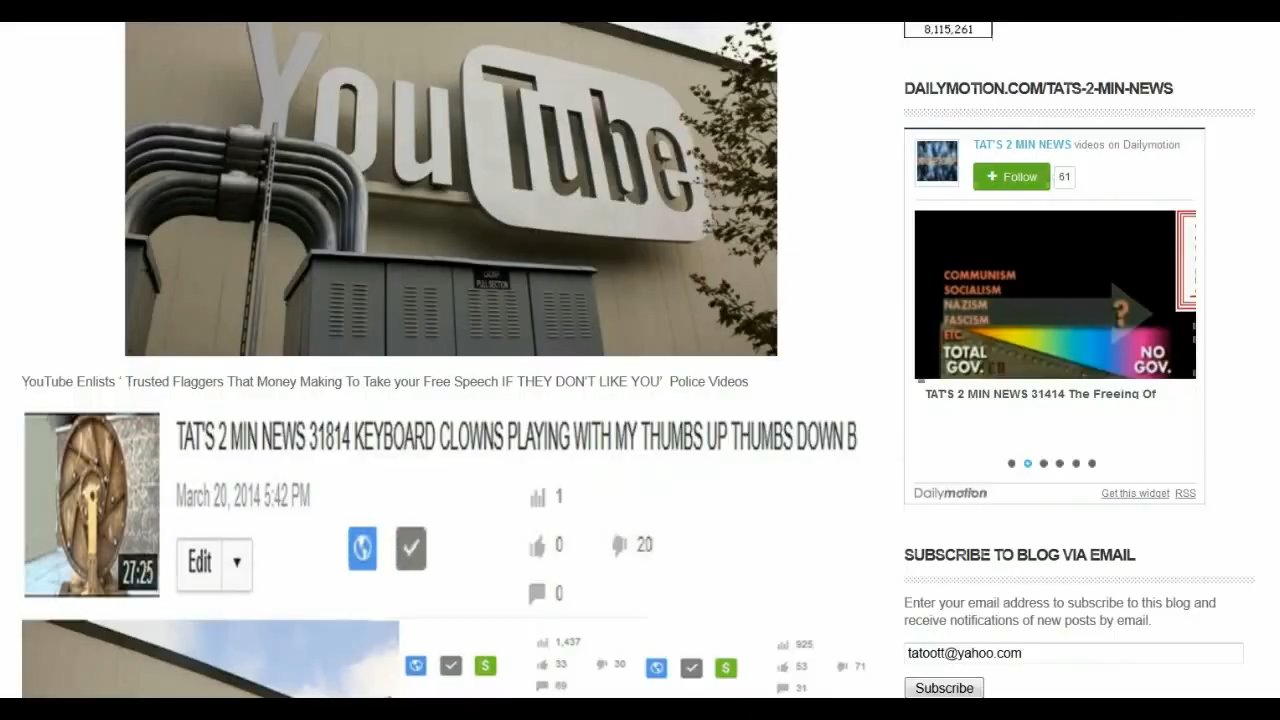 YouTube
YouTube Enlists ‘ Trusted Flaggers That Money Making To Take your Free Speech IF THEY DON'T LIKE YOU’ Police Videos
TAT'S 2 MIN NEWS 31814 KEYBOARD CLOWNS PLAYING WITH MY THUMBS UP THUMBS DOWN B
March 20, 2014 5:42 PM
27:25
Edit
1
0
20
0
1,437
33
30
69
$
925
53
71
31
$
8,115,261
DAILYMOTION.COM/TATS-2-MIN-NEWS
TAT'S 2 MIN NEWS videos on Dailymotion
+ Follow
61
COMMUNISM
SOCIALISM
NAZISM
FASCISM
ETC.
TOTAL
GOV.
?
NO
GOV.
TAT'S 2 MIN NEWS 31414 The Freeing Of
Dailymotion
Get this widget
RSS
SUBSCRIBE TO BLOG VIA EMAIL
Enter your email address to subscribe to this blog and
receive notifications of new posts by email.
tatoott@yahoo.com
Subscribe